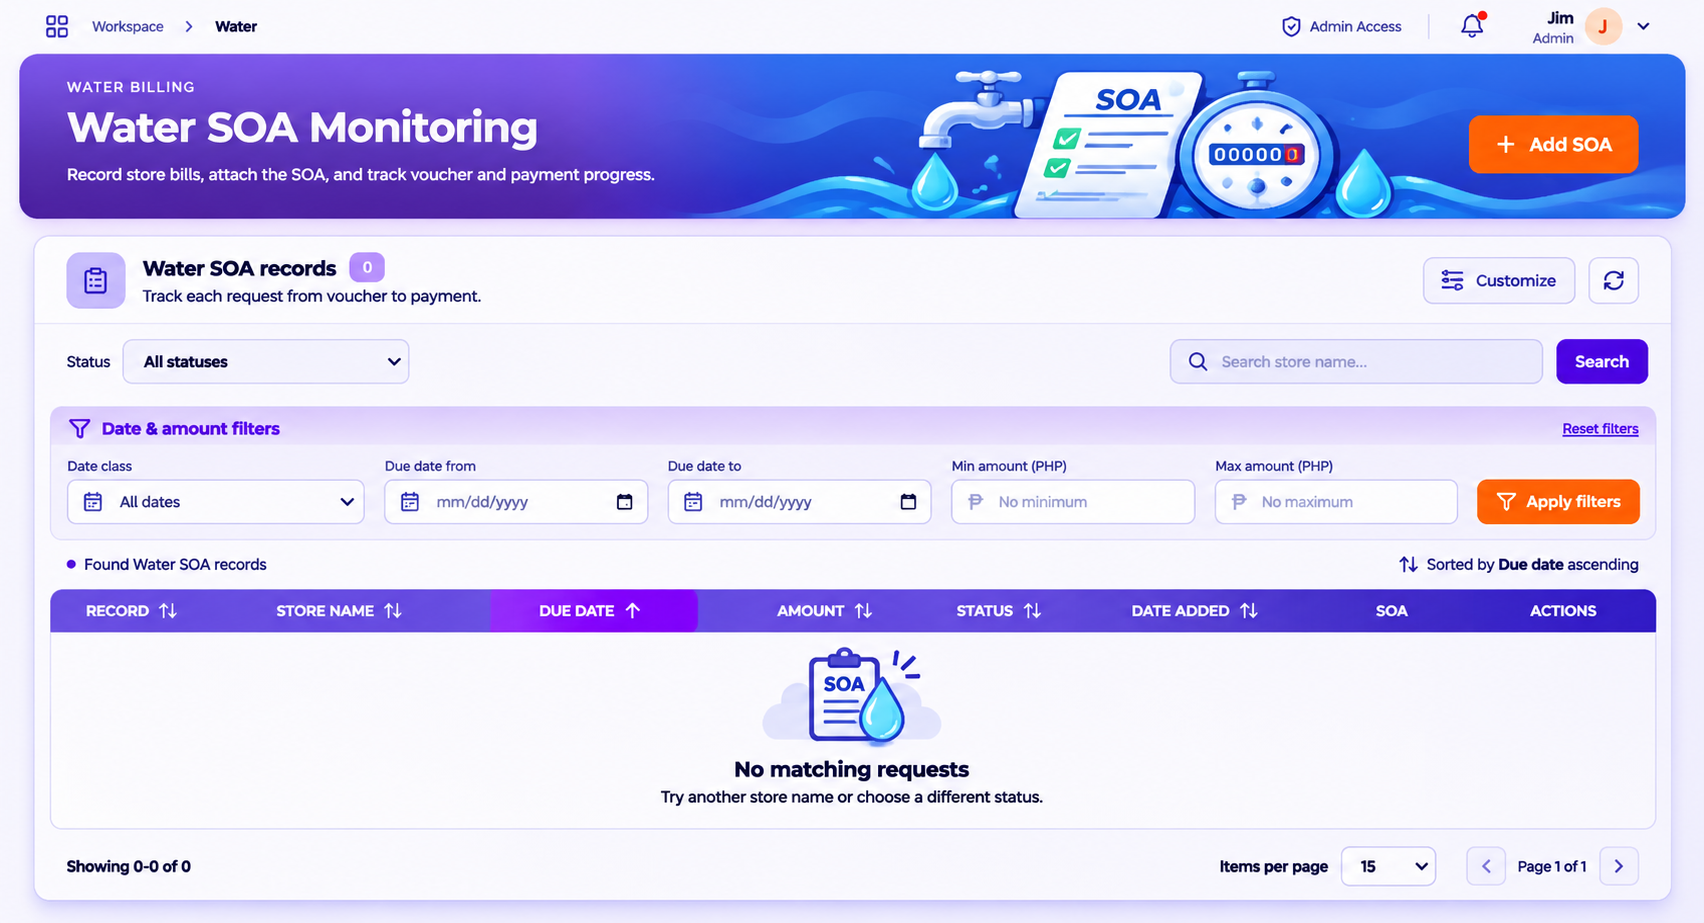 Workspace > Water
Admin Access
Jim
Admin
J
WATER BILLING
Water SOA Monitoring
Record store bills, attach the SOA, and track voucher and payment progress.
SOA
00000 0
+ Add SOA
Water SOA records 0
Track each request from voucher to payment.
Customize
Status All statuses
Search store name...
Search
Date & amount filters
Reset filters
Date class
Due date from
Due date to
Min amount (PHP)
Max amount (PHP)
All dates
mm/dd/yyyy
mm/dd/yyyy
₱ No minimum
₱ No maximum
Apply filters
Found Water SOA records
Sorted by Due date ascending
RECORD STORE NAME DUE DATE AMOUNT STATUS DATE ADDED SOA ACTIONS
SOA
No matching requests
Try another store name or choose a different status.
Showing 0-0 of 0
Items per page 15
Page 1 of 1